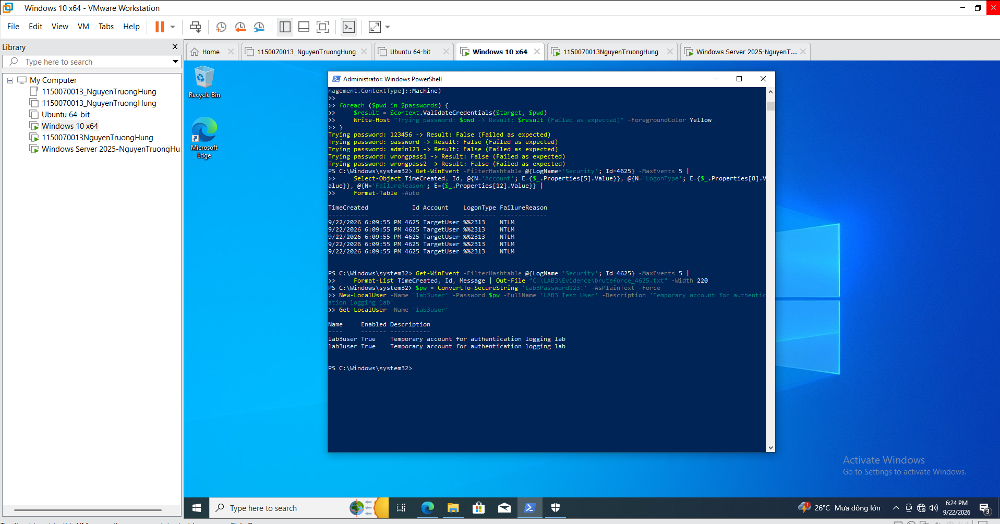 Windows 10 x64 - VMware Workstation
File Edit View VM Tabs Help
Library
Type here to search
My Computer
1150070013_NguyenTruongHung
1150070013_NguyenTruongHung
Ubuntu 64-bit
Windows 10 x64
1150070013NguyenTruongHung
Windows Server 2025-NguyenTruongHu
Home
1150070013_NguyenTruongHung
Ubuntu 64-bit
Windows 10 x64
1150070013NguyenTruongHung
Windows Server 2025-NguyenT...
Recycle Bin
Microsoft
Edge
Administrator: Windows PowerShell
nagement.ContextType]::Machine)
>>
>> foreach ($pwd in $passwords) {
>>     $result = $context.ValidateCredentials($target, $pwd)
>>     Write-Host "Trying password: $pwd -> Result: $result (Failed as expected)" -ForegroundColor Yellow
>> }
Trying password: 123456 -> Result: False (Failed as expected)
Trying password: password -> Result: False (Failed as expected)
Trying password: admin123 -> Result: False (Failed as expected)
Trying password: wrongpass1 -> Result: False (Failed as expected)
Trying password: wrongpass2 -> Result: False (Failed as expected)
PS C:\Windows\system32> Get-WinEvent -FilterHashtable @{LogName='Security'; Id=4625} -MaxEvents 5 |
>>     Select-Object TimeCreated, Id, @{N='Account'; E={$_.Properties[5].Value}}, @{N='LogonType'; E={$_.Properties[8].V
alue}}, @{N='FailureReason'; E={$_.Properties[12].Value}} |
>>     Format-Table -Auto
TimeCreated            Id Account    LogonType FailureReason
-----------            -- -------    --------- -------------
9/22/2026 6:09:55 PM 4625 TargetUser %%2313    NTLM
9/22/2026 6:09:55 PM 4625 TargetUser %%2313    NTLM
9/22/2026 6:09:55 PM 4625 TargetUser %%2313    NTLM
9/22/2026 6:09:55 PM 4625 TargetUser %%2313    NTLM
9/22/2026 6:09:55 PM 4625 TargetUser %%2313    NTLM
PS C:\Windows\system32> Get-WinEvent -FilterHashtable @{LogName='Security'; Id=4625} -MaxEvents 5 |
>>     Format-List TimeCreated, Id, Message | Out-File "C:\LAB3\Evidence\bruteforce_4625.txt" -Width 220
PS C:\Windows\system32> $pw = ConvertTo-SecureString 'Lab3Password123!' -AsPlainText -Force
>> New-LocalUser -Name 'lab3user' -Password $pw -FullName 'LAB3 Test User' -Description 'Temporary account for authentic
ation logging lab'
>> Get-LocalUser -Name 'lab3user'
Name     Enabled Description
----     ------- -----------
lab3user True    Temporary account for authentication logging lab
lab3user True    Temporary account for authentication logging lab
PS C:\Windows\system32>
Activate Windows
Go to Settings to activate Windows.
Type here to search
1
26°C Mưa dông lớn
6:24 PM
9/22/2026
3